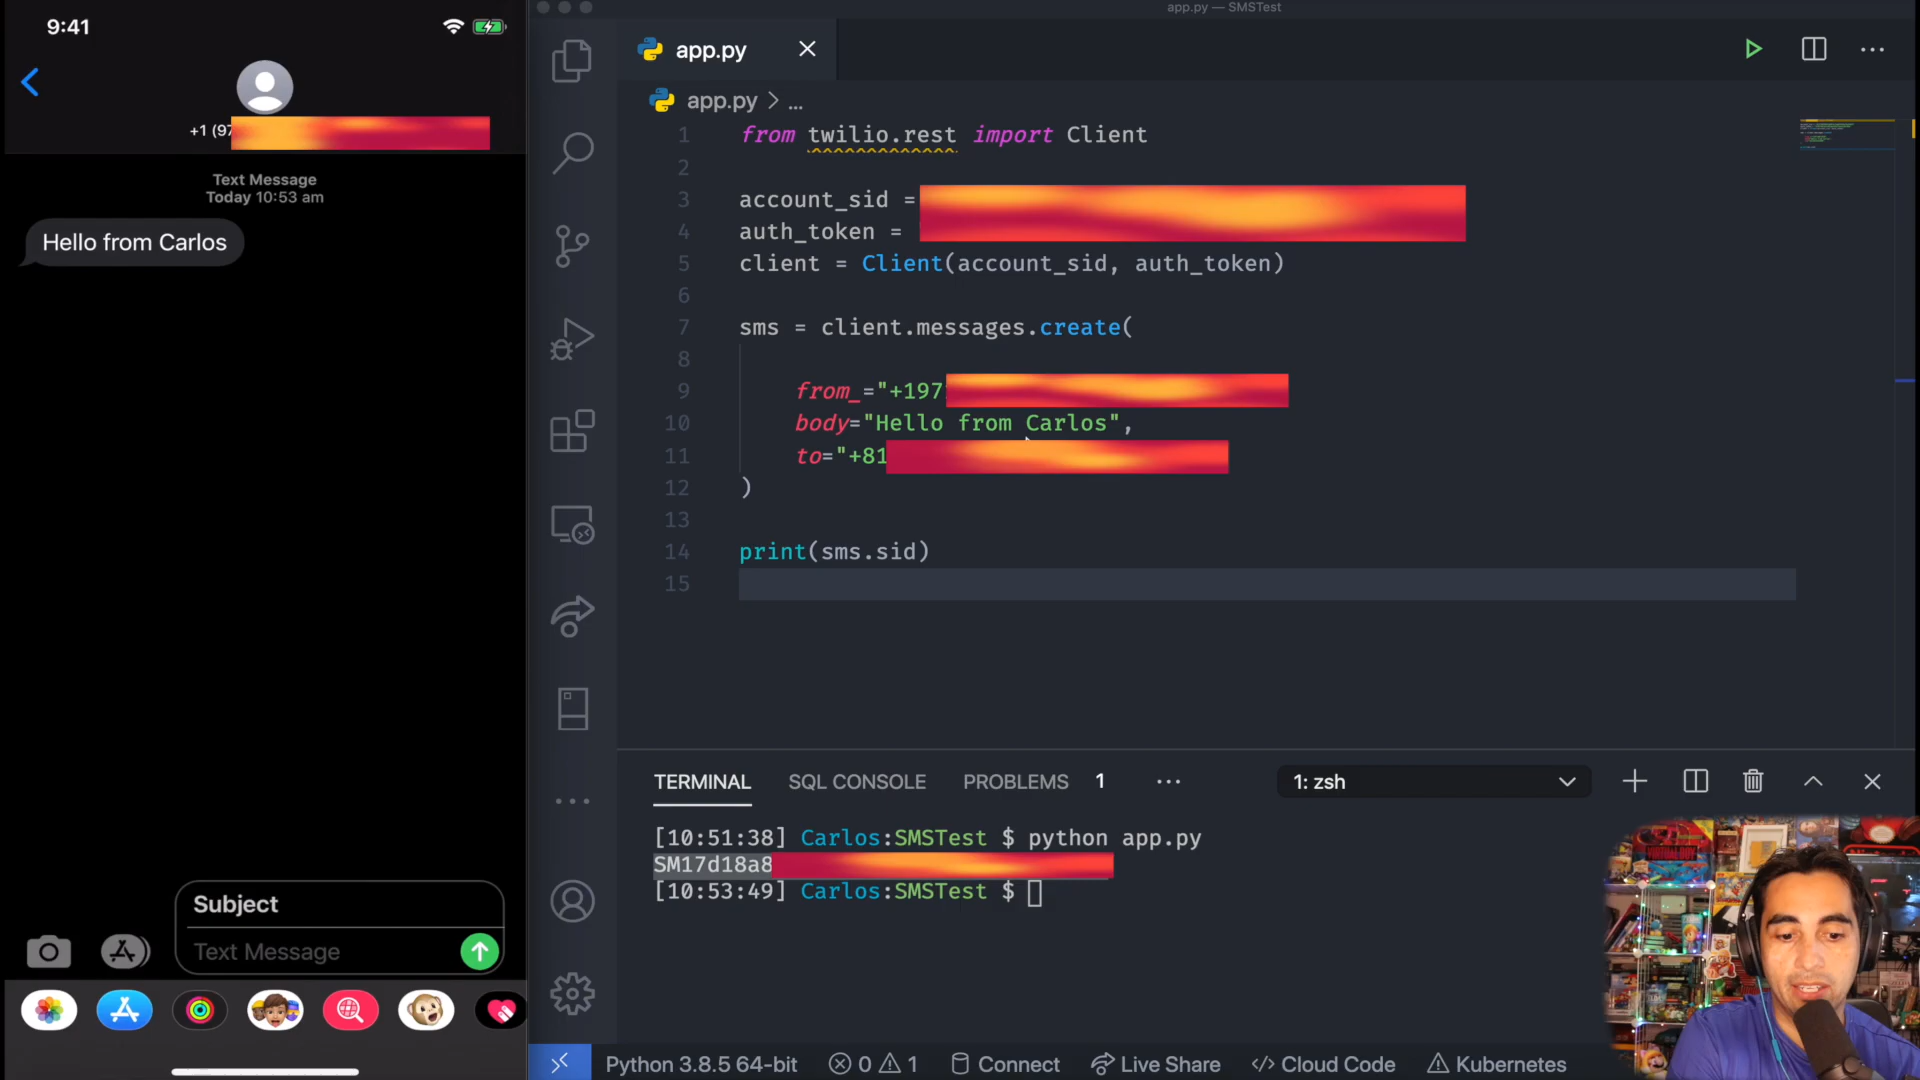 9:41
+1 (97
Text Message
Today 10:53 am
Hello from Carlos
Subject
Text Message
app.py — SMSTest
app.py
app.py > ...
1 from twilio.rest import Client
2
3 account_sid =
4 auth_token =
5 client = Client(account_sid, auth_token)
6
7 sms = client.messages.create(
8
9 from_="+197
10 body="Hello from Carlos",
11 to="+81
12 )
13
14 print(sms.sid)
15
TERMINAL SQL CONSOLE PROBLEMS 1 ... 1: zsh
[10:51:38] Carlos:SMSTest $ python app.py
SM17d18a8
[10:53:49] Carlos:SMSTest $
Python 3.8.5 64-bit 0 1 Connect Live Share Cloud Code Kubernetes